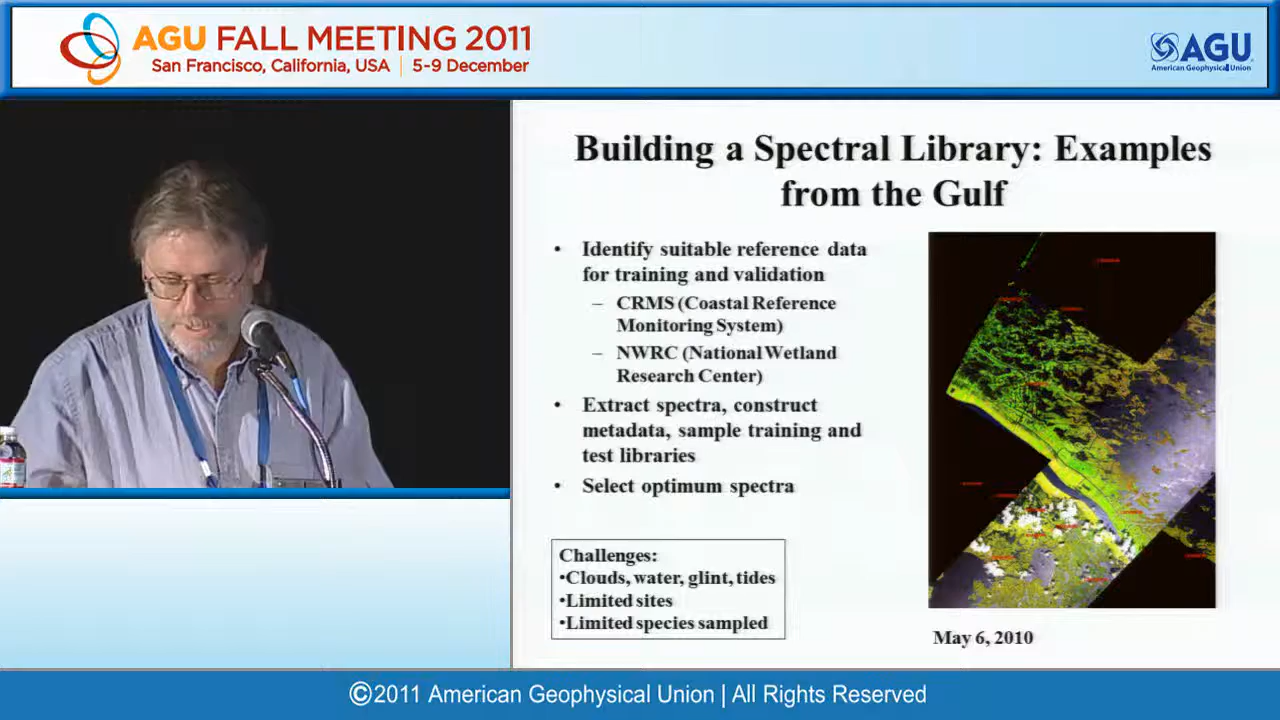 AGU FALL MEETING 2011
San Francisco, California, USA | 5-9 December
AGU
American Geophysical Union
Building a Spectral Library: Examples
from the Gulf
• Identify suitable reference data
for training and validation
– CRMS (Coastal Reference
Monitoring System)
– NWRC (National Wetland
Research Center)
• Extract spectra, construct
metadata, sample training and
test libraries
• Select optimum spectra
Challenges:
•Clouds, water, glint, tides
•Limited sites
•Limited species sampled
May 6, 2010
©2011 American Geophysical Union | All Rights Reserved